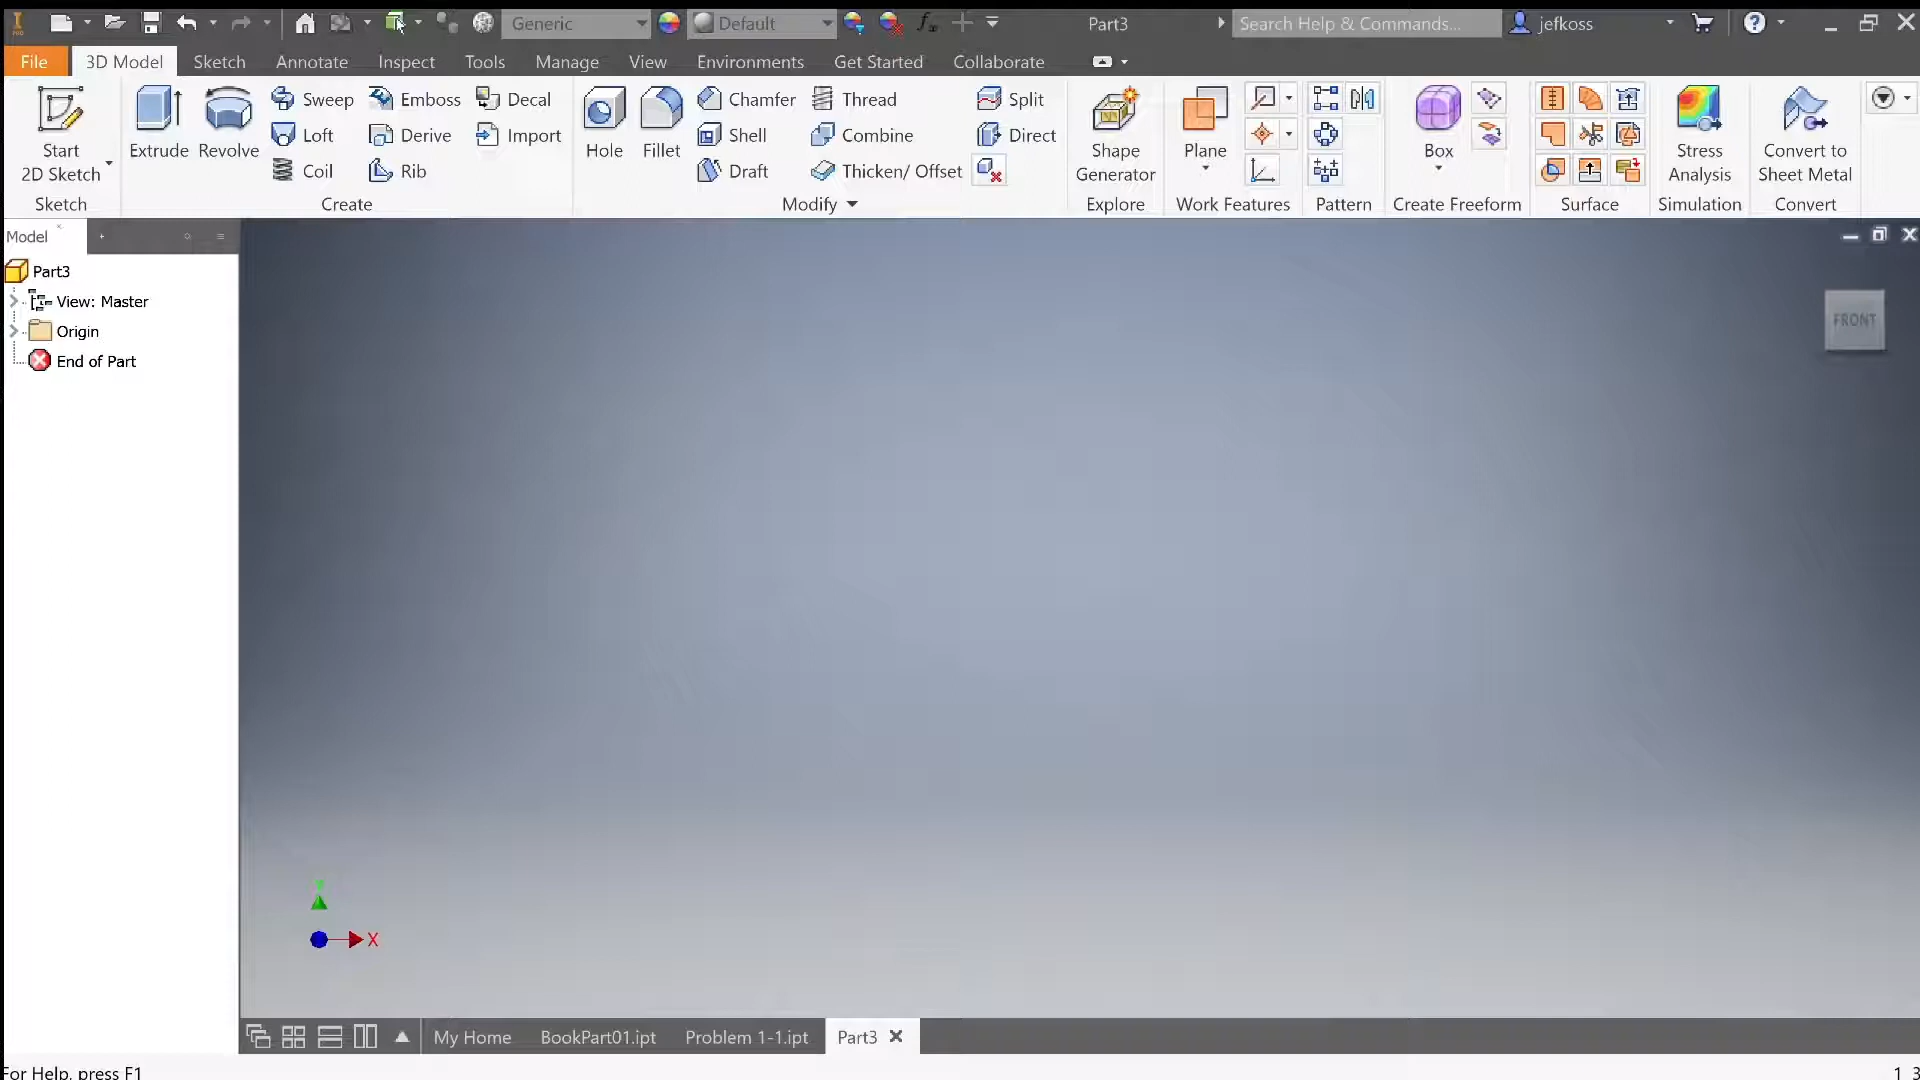 Generic Default Part3 Search Help & Commands... jefkoss
File 3D Model Sketch Annotate Inspect Tools Manage View Environments Get Started Collaborate
Sweep Emboss Decal Chamfer Thread Split
Loft Derive Import Shell Combine Direct
Start 2D Sketch Extrude Revolve Hole Fillet Shape Generator Plane Box Stress Analysis Convert to Sheet Metal
Coil Rib Draft Thicken/ Offset
Sketch Create Modify Explore Work Features Pattern Create Freeform Surface Simulation Convert
Model
Part3
View: Master
Origin
End of Part
FRONT
X
My Home BookPart01.ipt Problem 1-1.ipt Part3
For Help, press F1
1 3